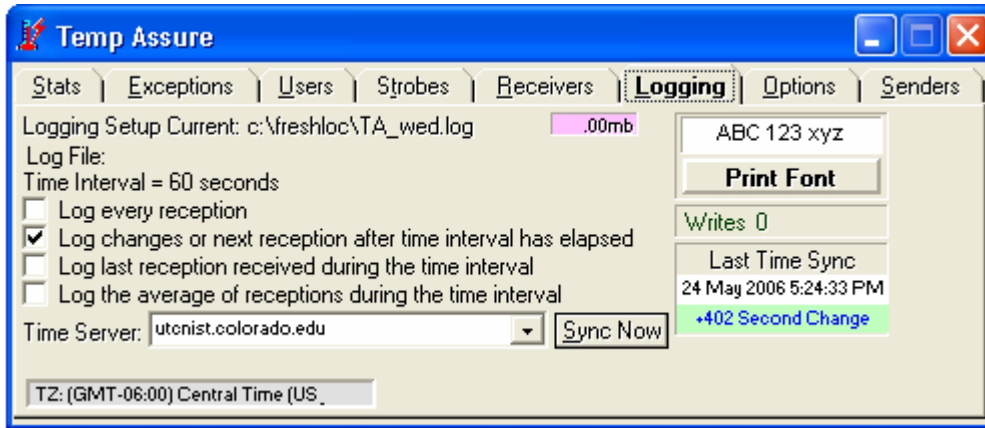 Temp Assure
Stats Exceptions Users Strobes Receivers Logging Options Senders
Logging Setup Current: c:\freshloc\TA_wed.log .00mb
Log File:
Time Interval = 60 seconds
Log every reception
Log changes or next reception after time interval has elapsed
Log last reception received during the time interval
Log the average of receptions during the time interval
Time Server: utcnist.colorado.edu Sync Now
TZ: (GMT-06:00) Central Time (US_
ABC 123 xyz
Print Font
Writes 0
Last Time Sync
24 May 2006 5:24:33 PM
+402 Second Change